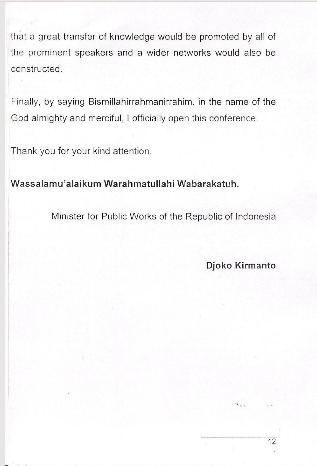 that a great transfer of knowledge would be promoted by all of
the prominent speakers and a wider networks would also be
constructed.
Finally, by saying Bismillahirrahmanirrahim, in the name of the
God almighty and merciful, I officially open this conference.
Thank you for your kind attention.
Wassalamu'alaikum Warahmatullahi Wabarakatuh.
Minister for Public Works of the Republic of Indonesia
Djoko Kirmanto
12